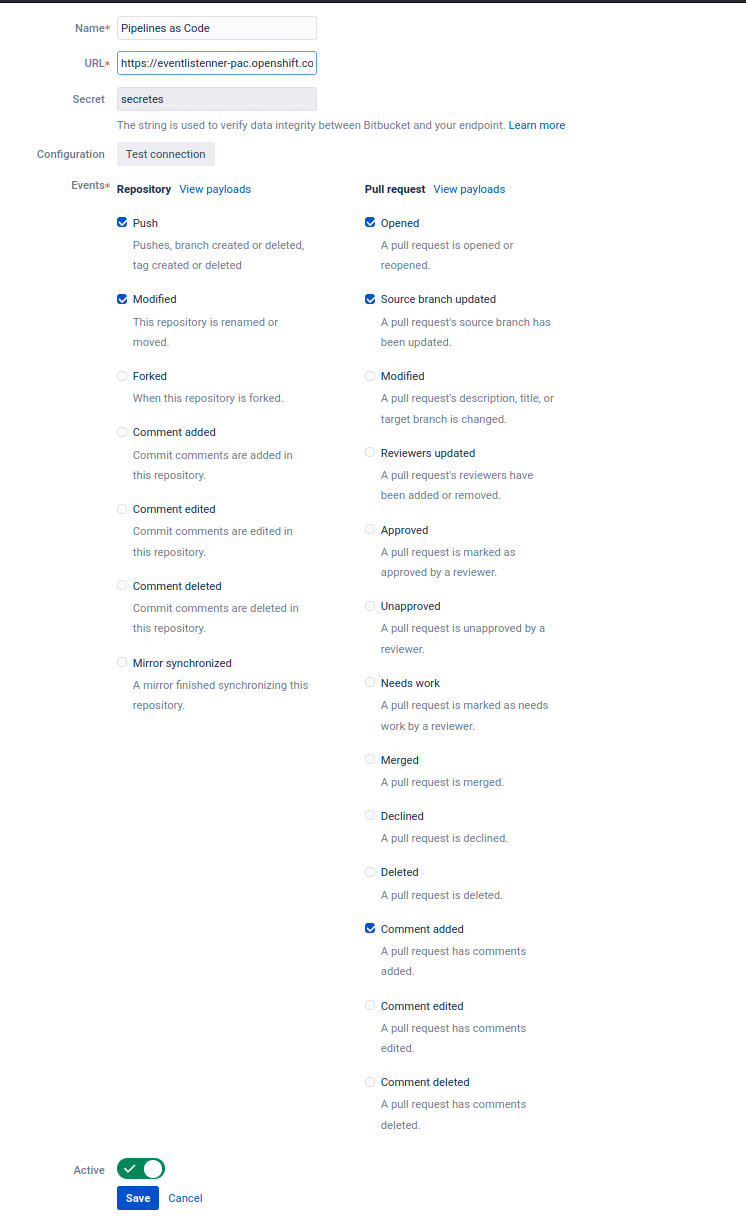 Name* Pipelines as Code
URL* https://eventlistenner-pac.openshift.co
Secret secretes
The string is used to verify data integrity between Bitbucket and your endpoint. Learn more
Configuration Test connection
Events* Repository View payloads
Push
Pushes, branch created or deleted,
tag created or deleted
Modified
This repository is renamed or
moved.
Forked
When this repository is forked.
Comment added
Commit comments are added in
this repository.
Comment edited
Commit comments are edited in
this repository.
Comment deleted
Commit comments are deleted in
this repository.
Mirror synchronized
A mirror finished synchronizing this
repository.
Pull request View payloads
Opened
A pull request is opened or
reopened.
Source branch updated
A pull request's source branch has
been updated.
Modified
A pull request's description, title, or
target branch is changed.
Reviewers updated
A pull request's reviewers have
been added or removed.
Approved
A pull request is marked as
approved by a reviewer.
Unapproved
A pull request is unapproved by a
reviewer.
Needs work
A pull request is marked as needs
work by a reviewer.
Merged
A pull request is merged.
Declined
A pull request is declined.
Deleted
A pull request is deleted.
Comment added
A pull request has comments
added.
Comment edited
A pull request has comments
edited.
Comment deleted
A pull request has comments
deleted.
Active
Save Cancel